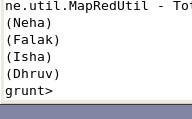 ne.util.MapRedUtil - Tot
(Neha)
(Falak)
(Isha)
(Dhruv)
grunt>